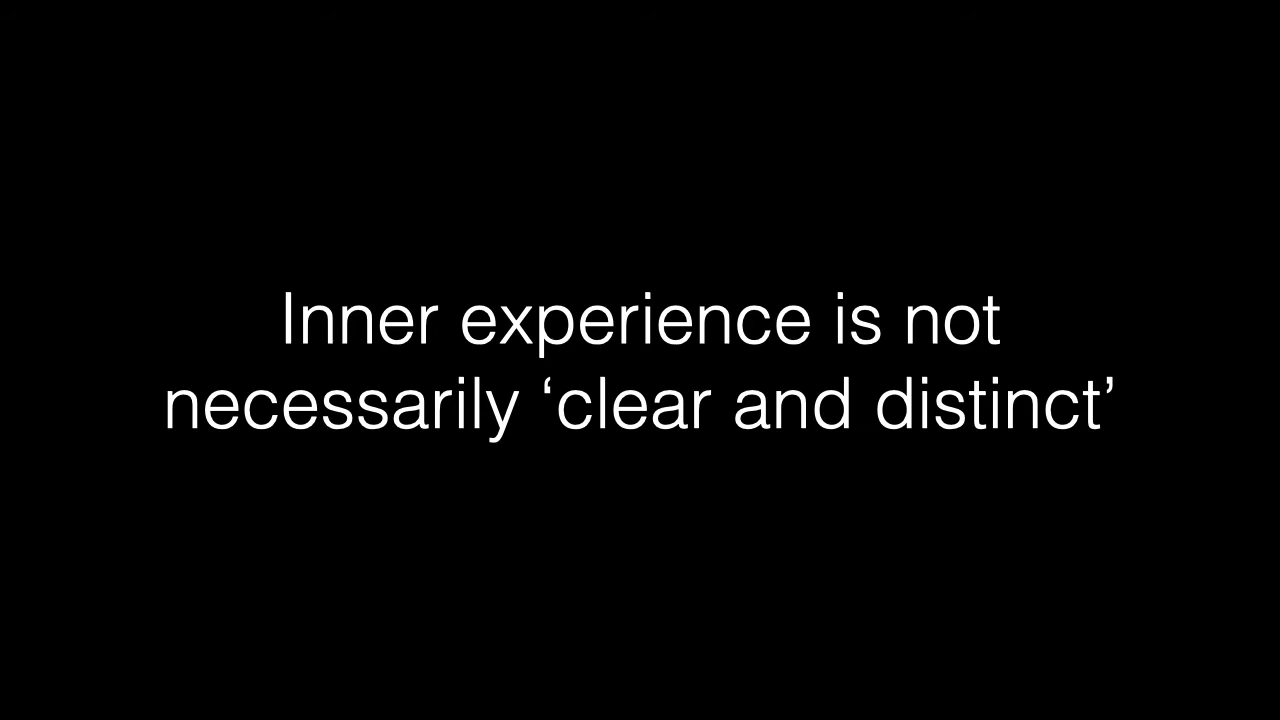 Inner experience is not
necessarily ‘clear and distinct’